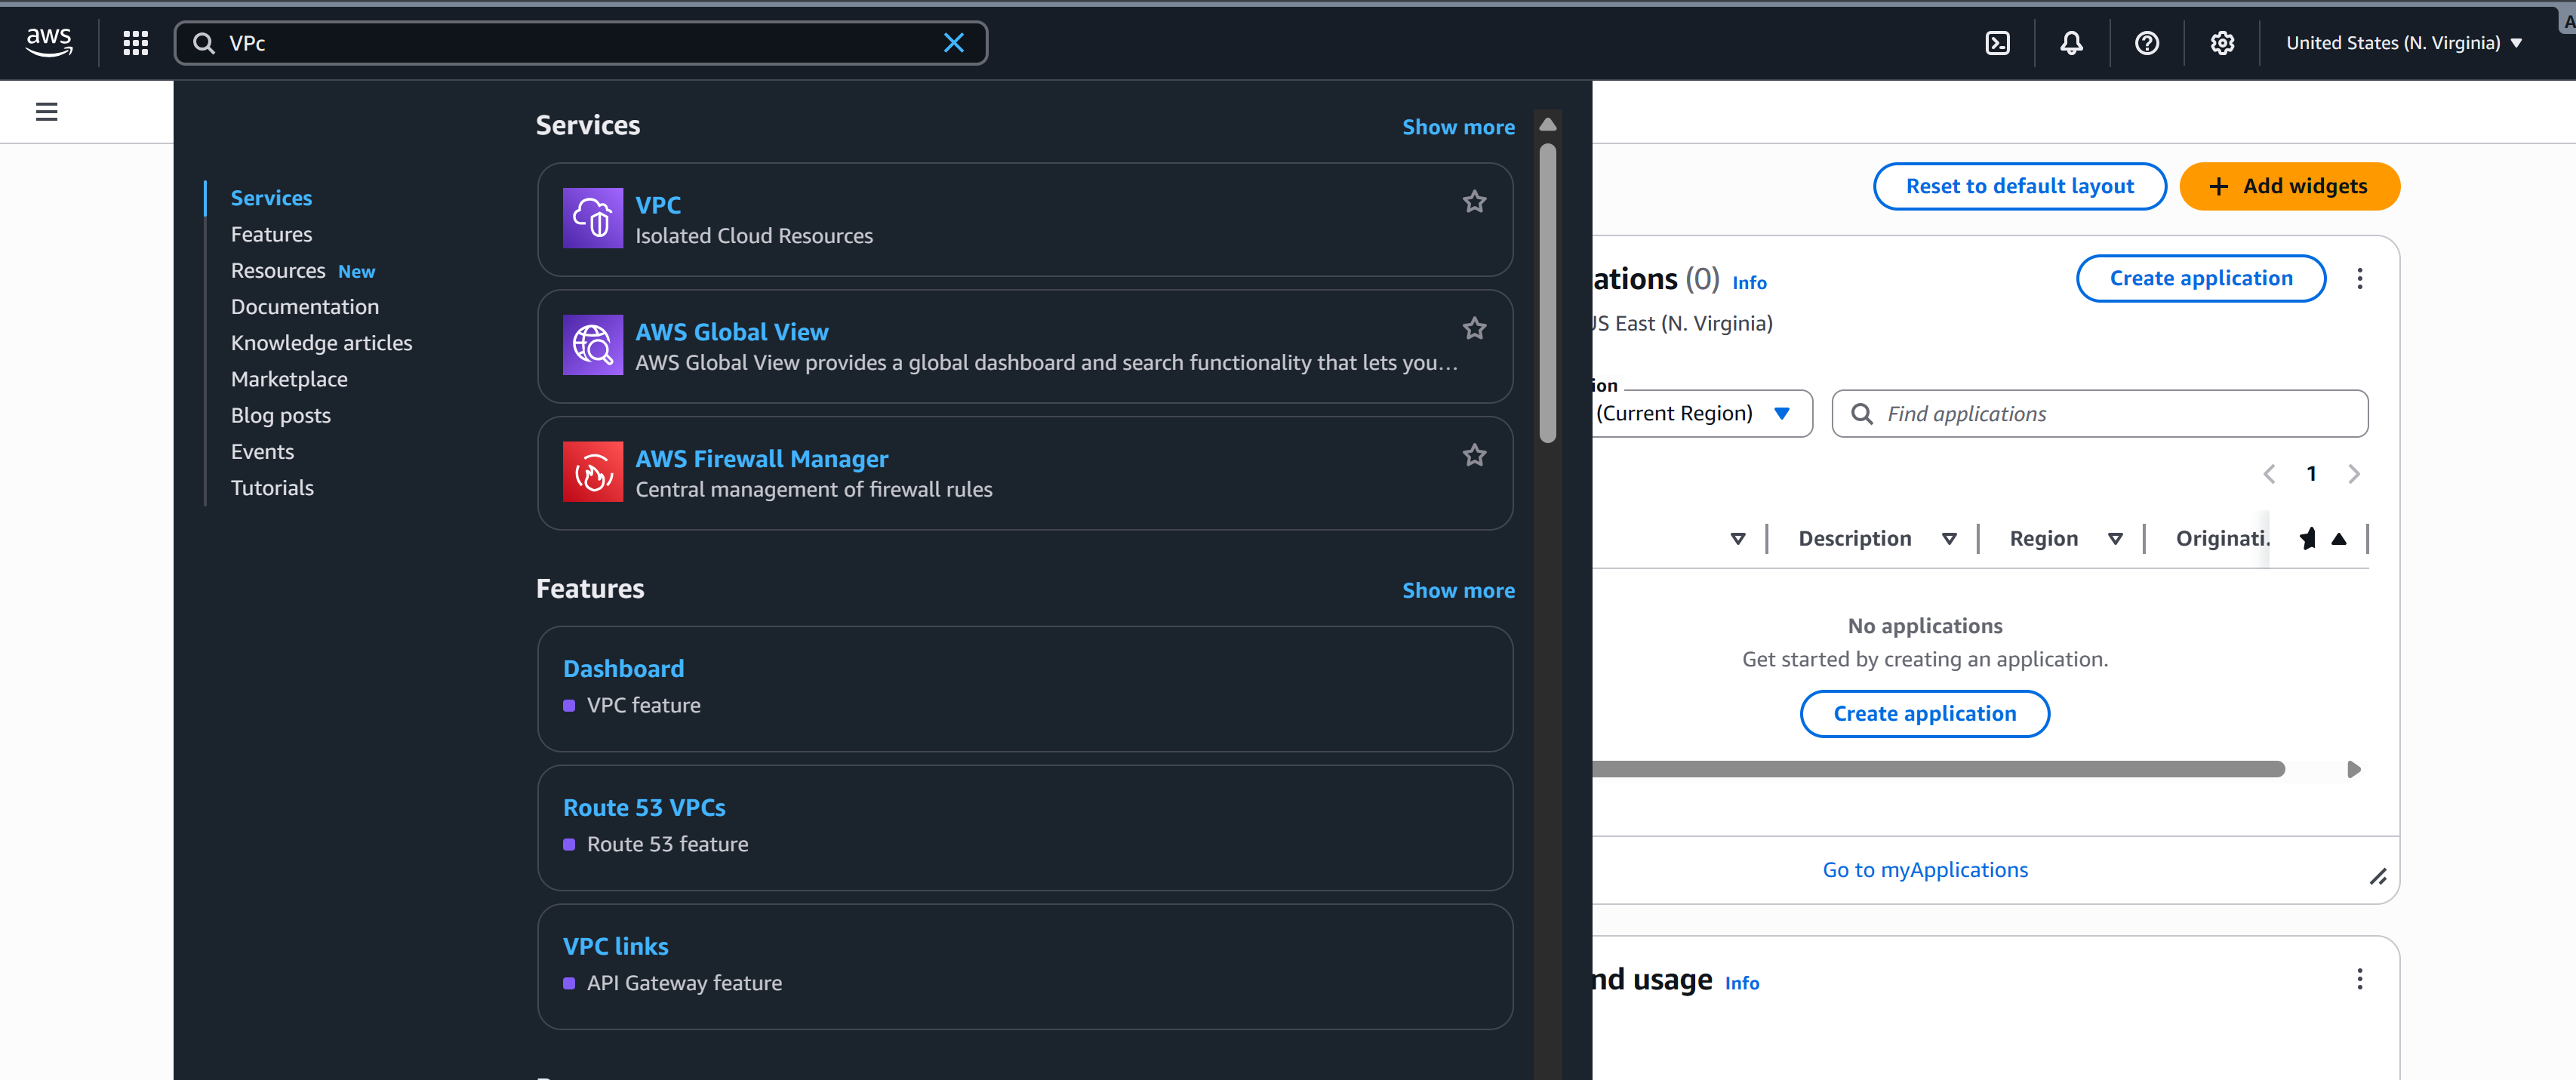 aws
VPc
United States (N. Virginia)
A
Services
Features
Resources New
Documentation
Knowledge articles
Marketplace
Blog posts
Events
Tutorials
Services
Show more
VPC
Isolated Cloud Resources
AWS Global View
AWS Global View provides a global dashboard and search functionality that lets you...
AWS Firewall Manager
Central management of firewall rules
Features
Show more
Dashboard
VPC feature
Route 53 VPCs
Route 53 feature
VPC links
API Gateway feature
Reset to default layout
+ Add widgets
ations (0) Info
Create application
US East (N. Virginia)
ion
(Current Region)
Find applications
1
Description
Region
Originati.
No applications
Get started by creating an application.
Create application
Go to myApplications
nd usage Info